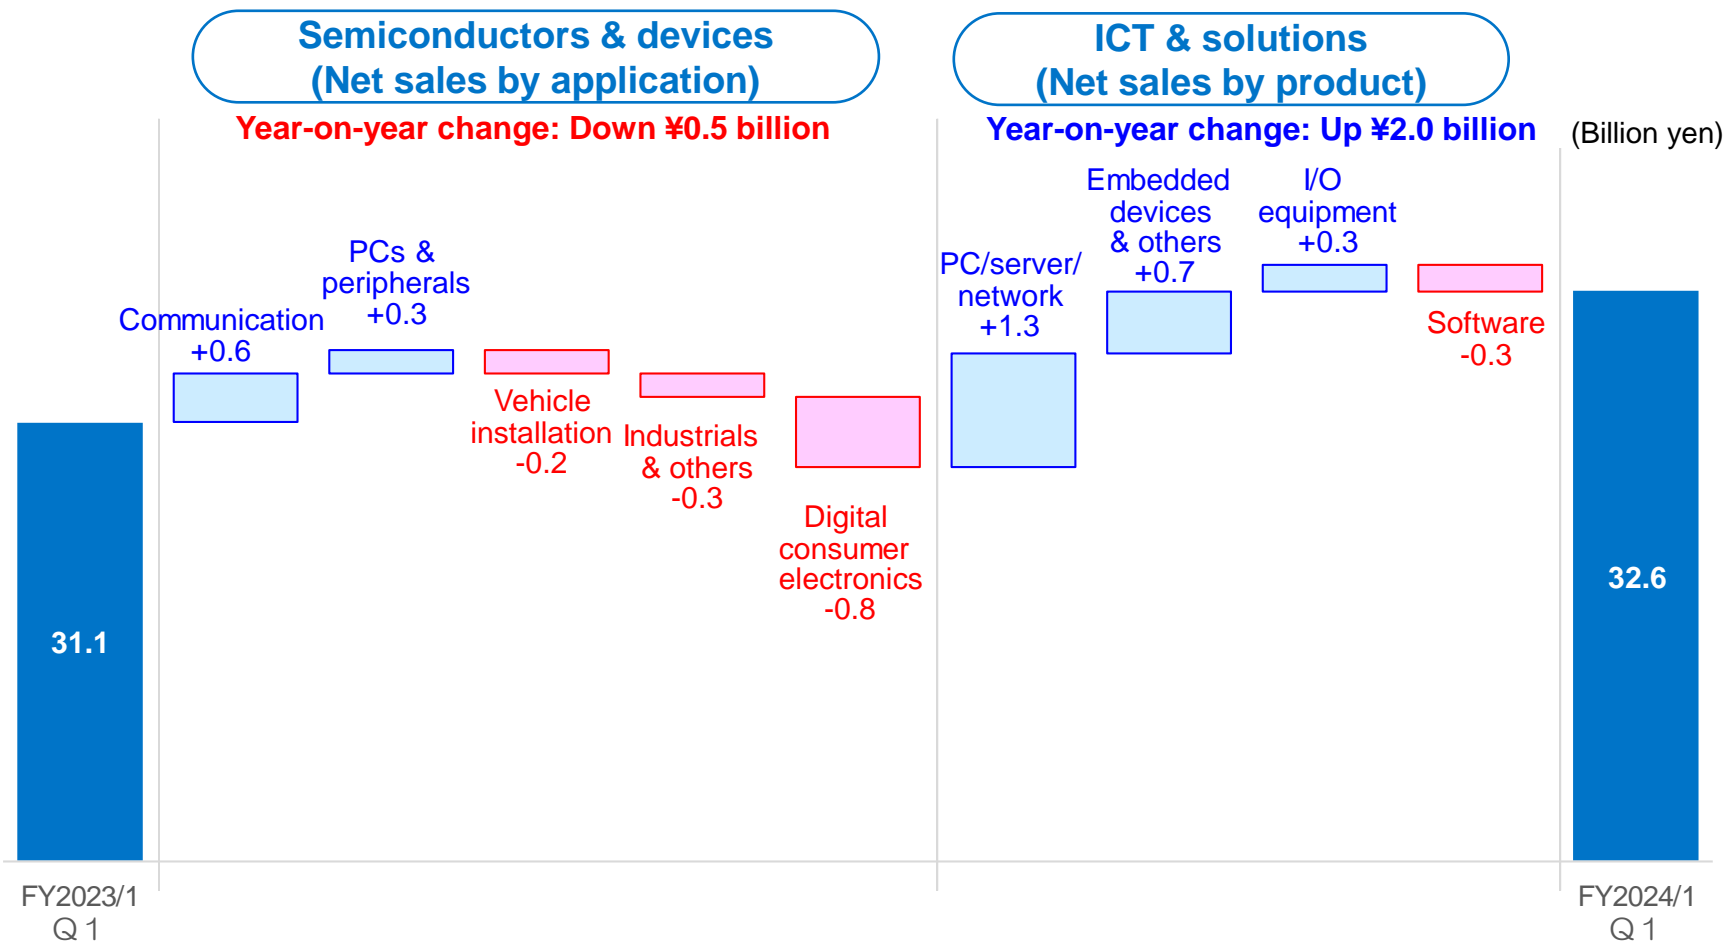 Semiconductors & devices
(Net sales by application)
ICT & solutions
(Net sales by product)
Year-on-year change: Down ¥0.5 billion
Year-on-year change: Up ¥2.0 billion
(Billion yen)
Communication
+0.6
PCs &
peripherals
+0.3
Vehicle
installation
-0.2
Industrials
& others
-0.3
Digital
consumer
electronics
-0.8
PC/server/
network
+1.3
Embedded
devices
& others
+0.7
I/O
equipment
+0.3
Software
-0.3
31.1
32.6
FY2023/1
Q1
FY2024/1
Q1